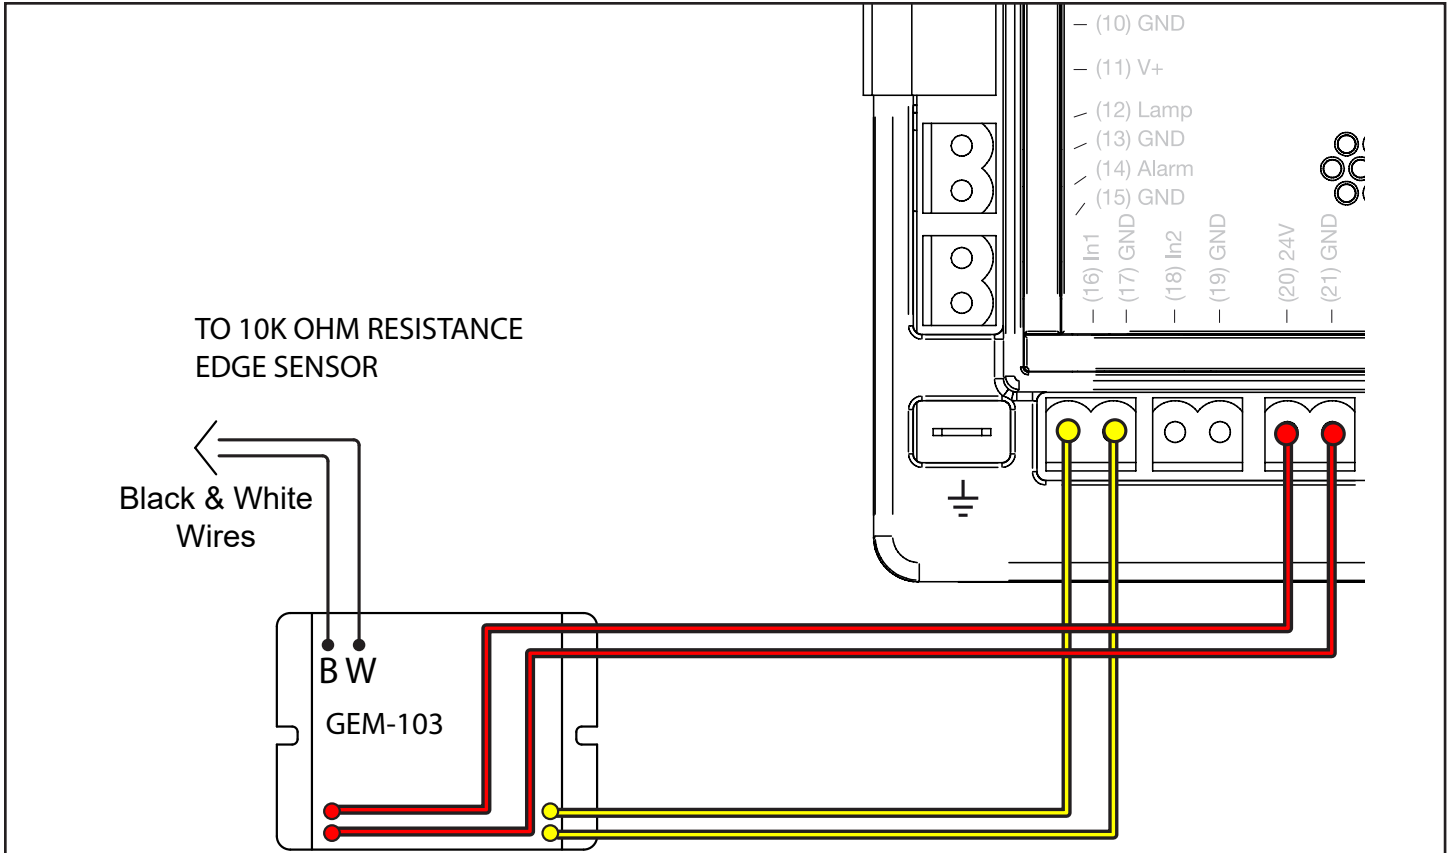 (10) GND
(11) V+
(12) Lamp
(13) GND
(14) Alarm
(15) GND
(16) In1
(17) GND
(18) In2
(19) GND
(20) 24V
(21) GND
TO 10K OHM RESISTANCE
EDGE SENSOR
Black & White
Wires
B W
GEM-103